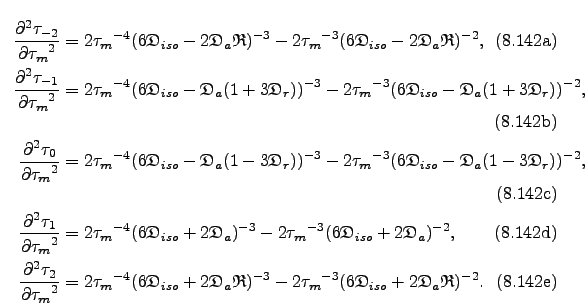 ∂²τ₋₂/∂τₘ² = 2τₘ⁻⁴(6𝔇ᵢₛₒ − 2𝔇ₐℜ)⁻³ − 2τₘ⁻³(6𝔇ᵢₛₒ − 2𝔇ₐℜ)⁻², (8.142a)
∂²τ₋₁/∂τₘ² = 2τₘ⁻⁴(6𝔇ᵢₛₒ − 𝔇ₐ(1 + 3𝔇ᵣ))⁻³ − 2τₘ⁻³(6𝔇ᵢₛₒ − 𝔇ₐ(1 + 3𝔇ᵣ))⁻²,
(8.142b)
∂²τ₀/∂τₘ² = 2τₘ⁻⁴(6𝔇ᵢₛₒ − 𝔇ₐ(1 − 3𝔇ᵣ))⁻³ − 2τₘ⁻³(6𝔇ᵢₛₒ − 𝔇ₐ(1 − 3𝔇ᵣ))⁻²,
(8.142c)
∂²τ₁/∂τₘ² = 2τₘ⁻⁴(6𝔇ᵢₛₒ + 2𝔇ₐ)⁻³ − 2τₘ⁻³(6𝔇ᵢₛₒ + 2𝔇ₐ)⁻², (8.142d)
∂²τ₂/∂τₘ² = 2τₘ⁻⁴(6𝔇ᵢₛₒ + 2𝔇ₐℜ)⁻³ − 2τₘ⁻³(6𝔇ᵢₛₒ + 2𝔇ₐℜ)⁻². (8.142e)